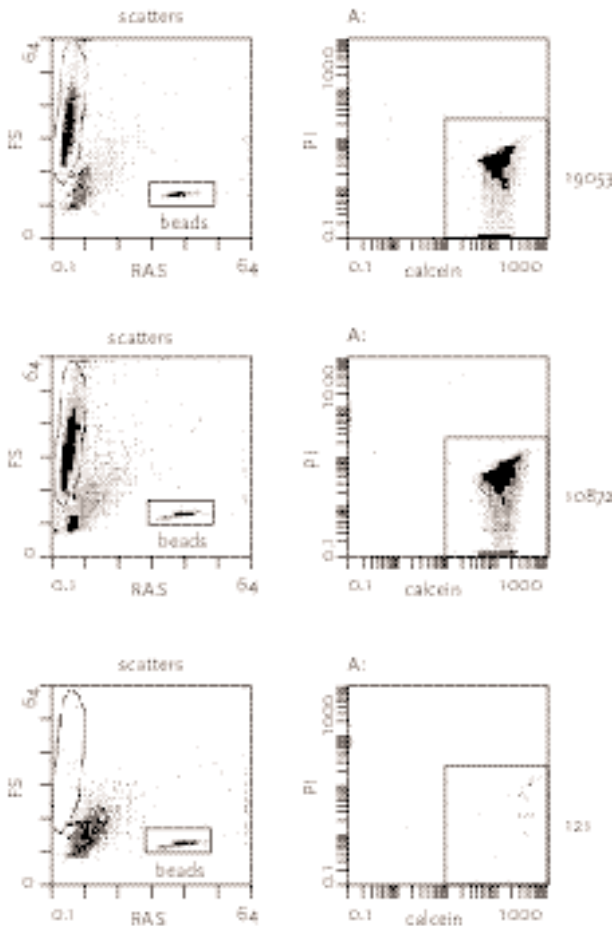 scatters
A:
64
FS
0
beads
0.1
RAS
64
1000
PI
0.1
0.1
calcein
1000
19053
scatters
A:
64
FS
0
beads
0.1
RAS
64
1000
PI
0.1
0.1
calcein
1000
10872
scatters
A:
64
FS
0
beads
0.1
RAS
64
1000
PI
0.1
0.1
calcein
1000
121